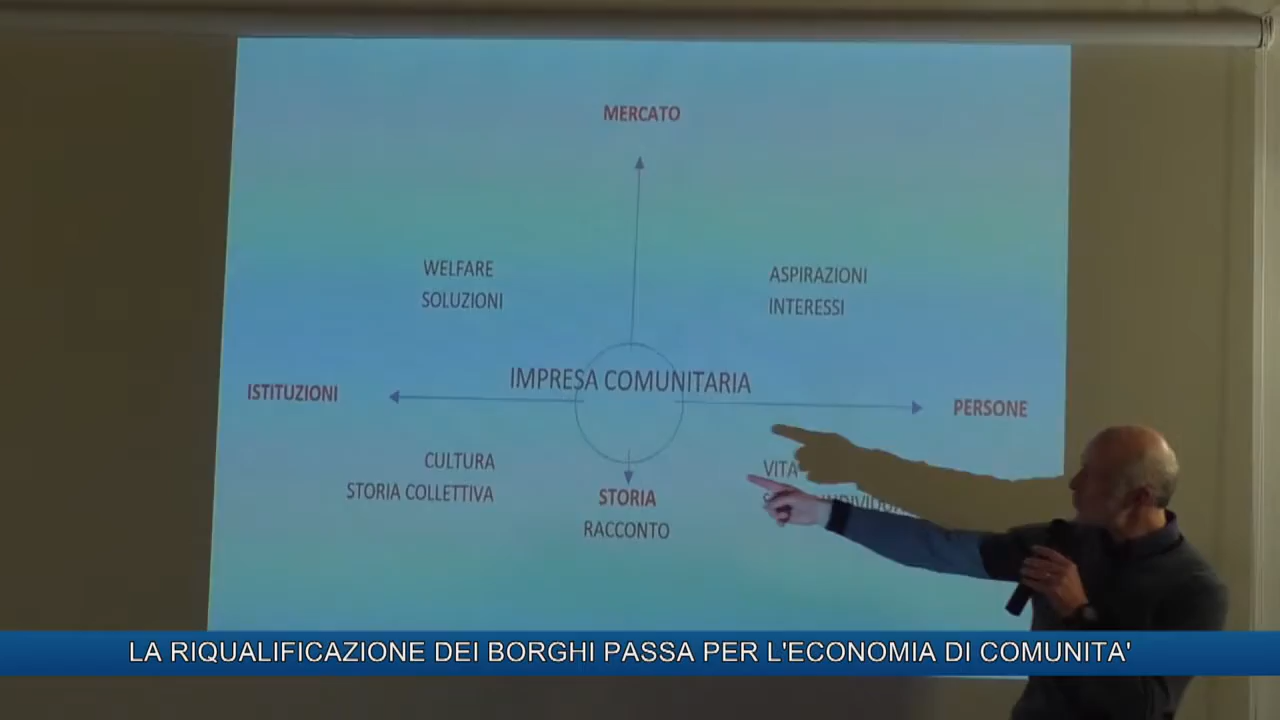 MERCATO
WELFARE
SOLUZIONI
ASPIRAZIONI
INTERESSI
IMPRESA COMUNITARIA
ISTITUZIONI
PERSONE
CULTURA
STORIA COLLETTIVA
STORIA
RACCONTO
VITA
LA RIQUALIFICAZIONE DEI BORGHI PASSA PER L'ECONOMIA DI COMUNITA'